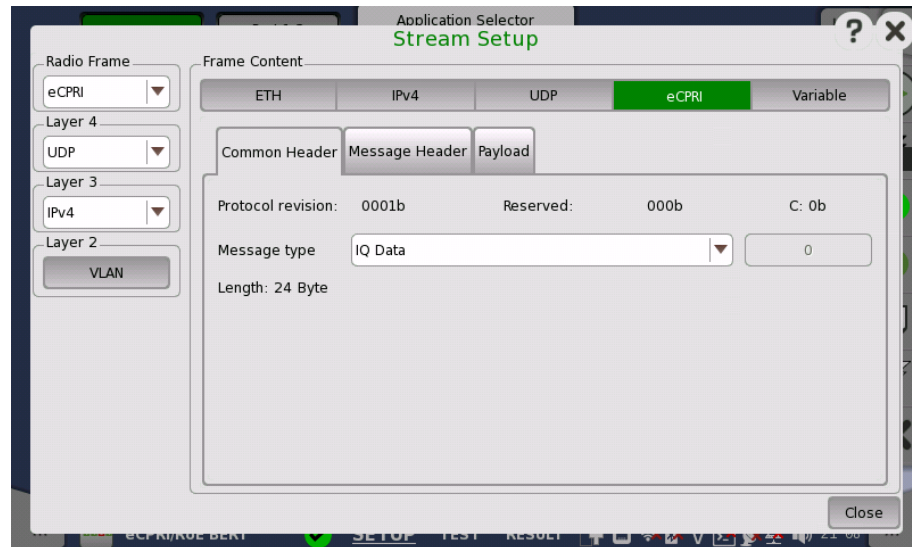 Application Selector
Stream Setup
?
Radio Frame
Frame Content
eCPRI
ETH IPv4 UDP eCPRI Variable
Layer 4
UDP
Common Header Message Header Payload
Layer 3
IPv4
Protocol revision: 0001b Reserved: 000b C: 0b
Layer 2
VLAN
Message type IQ Data 0
Length: 24 Byte
Close
eCPRI/RoE BERT SETUP TEST RESULT